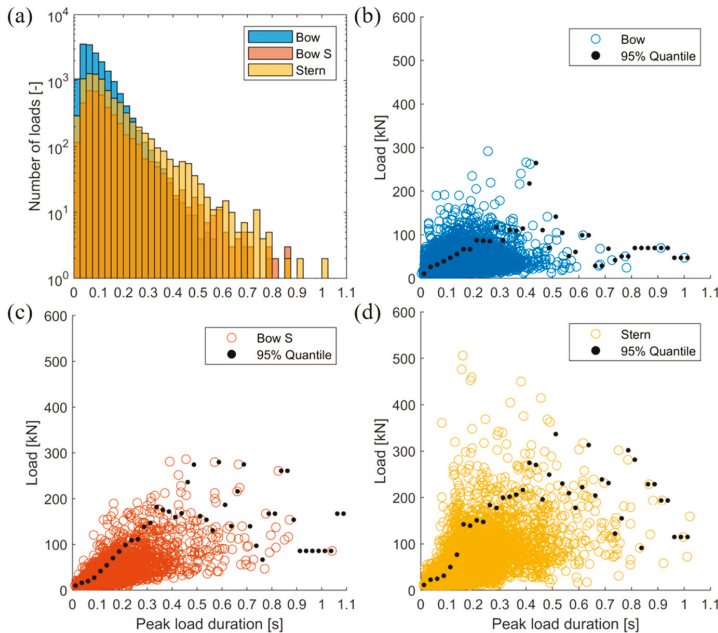 (a)
Number of loads [-]
10^4
10^3
10^2
10^1
10^0
Bow
Bow S
Stern
0 0.1 0.2 0.3 0.4 0.5 0.6 0.7 0.8 0.9 1 1.1
(b)
Load [kN]
600
500
400
300
200
100
0
Bow
95% Quantile
0 0.1 0.2 0.3 0.4 0.5 0.6 0.7 0.8 0.9 1 1.1
(c)
Load [kN]
600
500
400
300
200
100
0
Bow S
95% Quantile
0 0.1 0.2 0.3 0.4 0.5 0.6 0.7 0.8 0.9 1 1.1
Peak load duration [s]
(d)
Load [kN]
600
500
400
300
200
100
0
Stern
95% Quantile
0 0.1 0.2 0.3 0.4 0.5 0.6 0.7 0.8 0.9 1 1.1
Peak load duration [s]